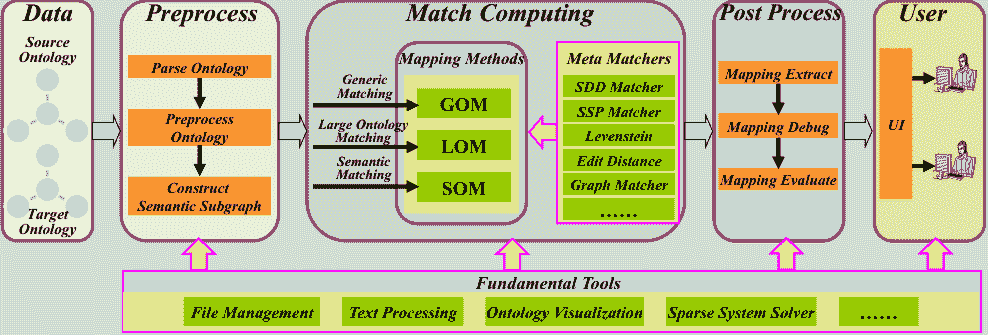 Data
Preprocess
Match Computing
Post Process
User
Source
Ontology
Target
Ontology
Parse Ontology
Preprocess
Ontology
Construct
Semantic Subgraph
Generic
Matching
Large Ontology
Matching
Semantic
Matching
Mapping Methods
GOM
LOM
SOM
Meta Matchers
SDD Matcher
SSP Matcher
Levenstein
Edit Distance
Graph Matcher
......
Mapping Extract
Mapping Debug
Mapping Evaluate
UI
Fundamental Tools
File Management
Text Processing
Ontology Visualization
Sparse System Solver
......